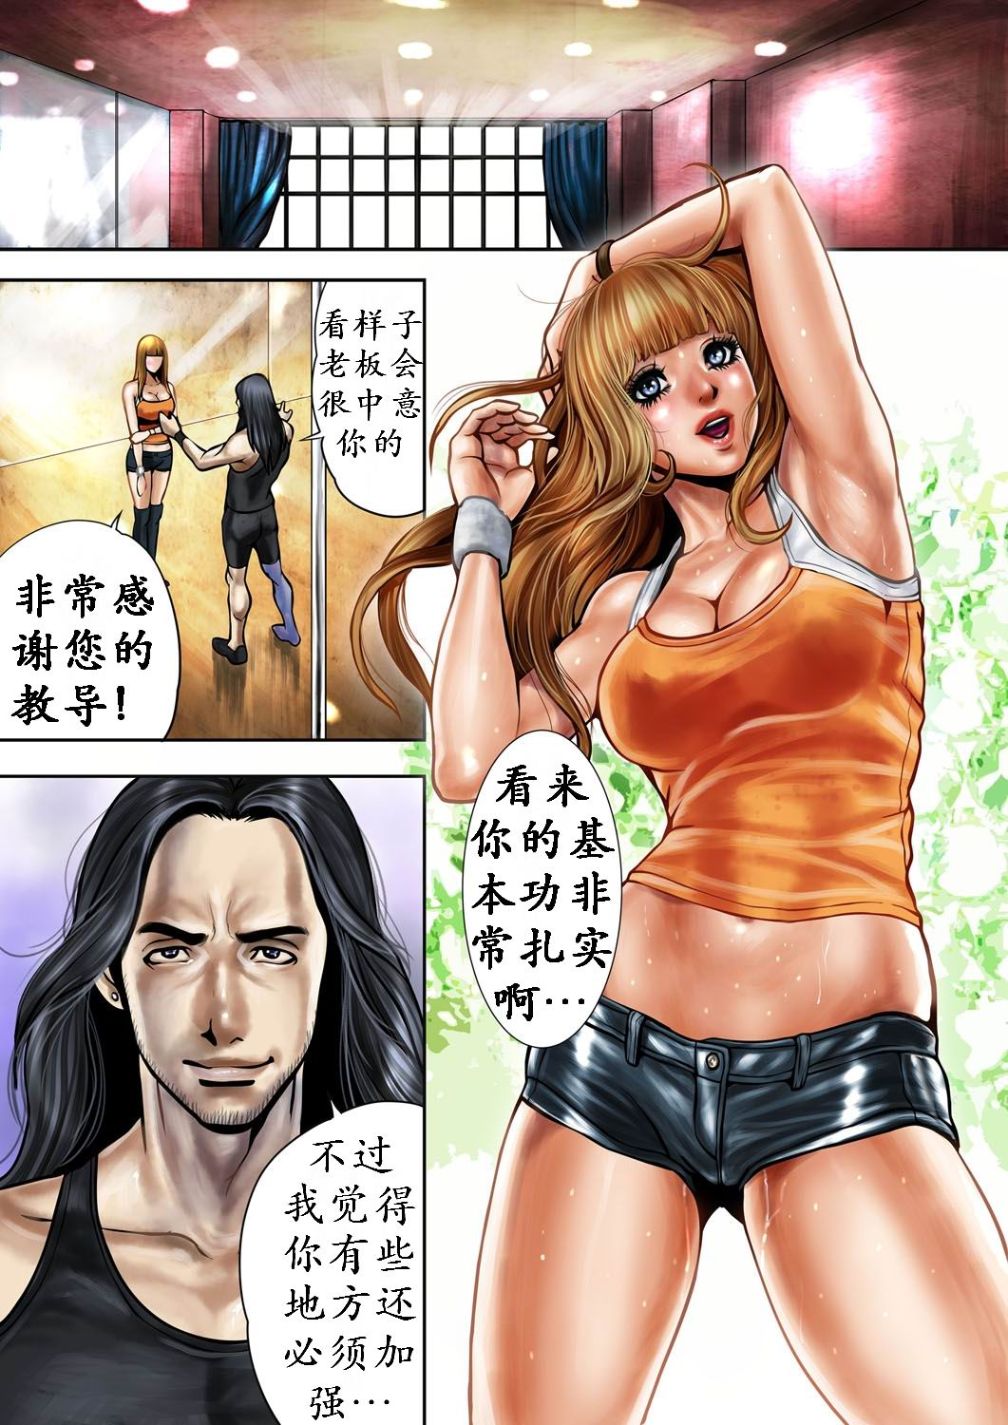 看来
你的基
本功非
常扎实
啊…
看样子
老板会
很中意
你的
非常感
谢您的
教导!
不过
我觉得
你有些
地方还
必须加
强…